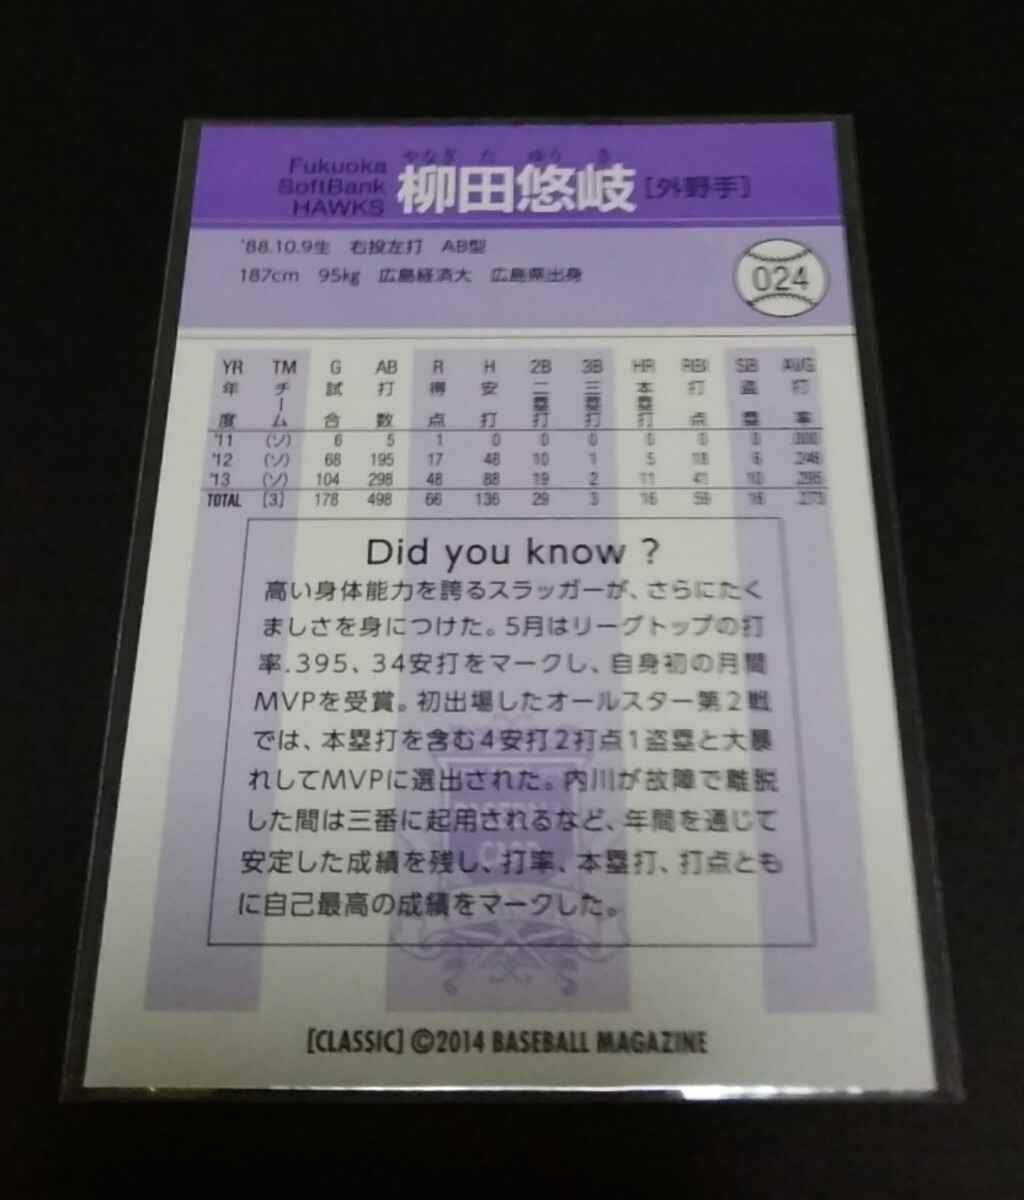 やなぎ た ゆう き
Fukuoka
SoftBank
HAWKS
柳田悠岐 [外野手]
'88.10.9生 右投左打 AB型
187cm 95kg 広島経済大 広島県出身
024
YR TM G AB R H 2B 3B HR RBI SB AVG
年度 チーム 試合 打数 得点 安打 二塁打 三塁打 本塁打 打点 盗塁 打率
'11 (ソ) 6 5 1 0 0 0 0 0 0 .000
'12 (ソ) 68 195 17 48 10 1 5 18 6 .246
'13 (ソ) 104 298 48 88 19 2 11 41 10 .295
TOTAL [3] 178 498 66 136 29 3 16 59 16 .273
Did you know ?
高い身体能力を誇るスラッガーが、さらにたく
ましさを身につけた。5月はリーグトップの打
率.395、34安打をマークし、自身初の月間
MVPを受賞。初出場したオールスター第2戦
では、本塁打を含む4安打2打点1盗塁と大暴
れしてMVPに選出された。内川が故障で離脱
した間は三番に起用されるなど、年間を通じて
安定した成績を残し、打率、本塁打、打点とも
に自己最高の成績をマークした。
BASEBALL
CARD
[CLASSIC] ©2014 BASEBALL MAGAZINE